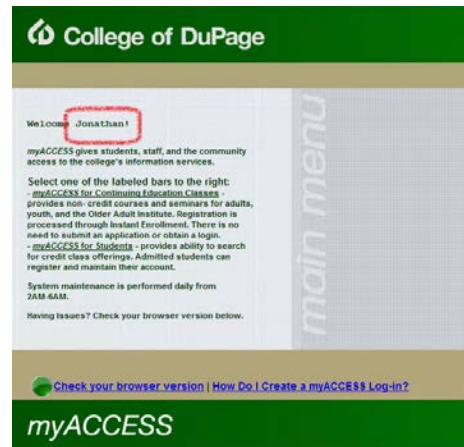 College of DuPage
Welcome Jonathan!
myACCESS gives students, staff, and the community
access to the college's information services.
Select one of the labeled bars to the right:
- myACCESS for Continuing Education Classes -
provides non- credit courses and seminars for adults,
youth, and the Older Adult Institute. Registration is
processed through Instant Enrollment. There is no
need to submit an application or obtain a login.
- myACCESS for Students - provides ability to search
for credit class offerings. Admitted students can
register and maintain their account.
System maintenance is performed daily from
2AM-6AM.
Having Issues? Check your browser version below.
main menu
Check your browser version | How Do I Create a myACCESS Log-in?
myACCESS